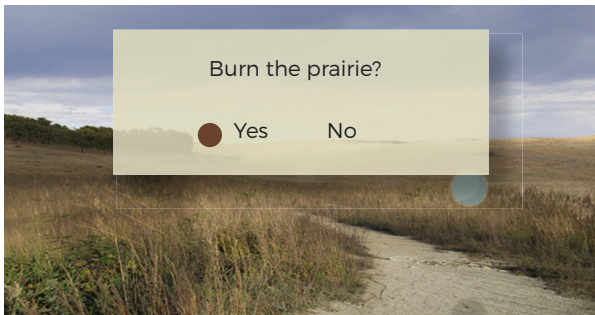 Burn the prairie?
Yes No